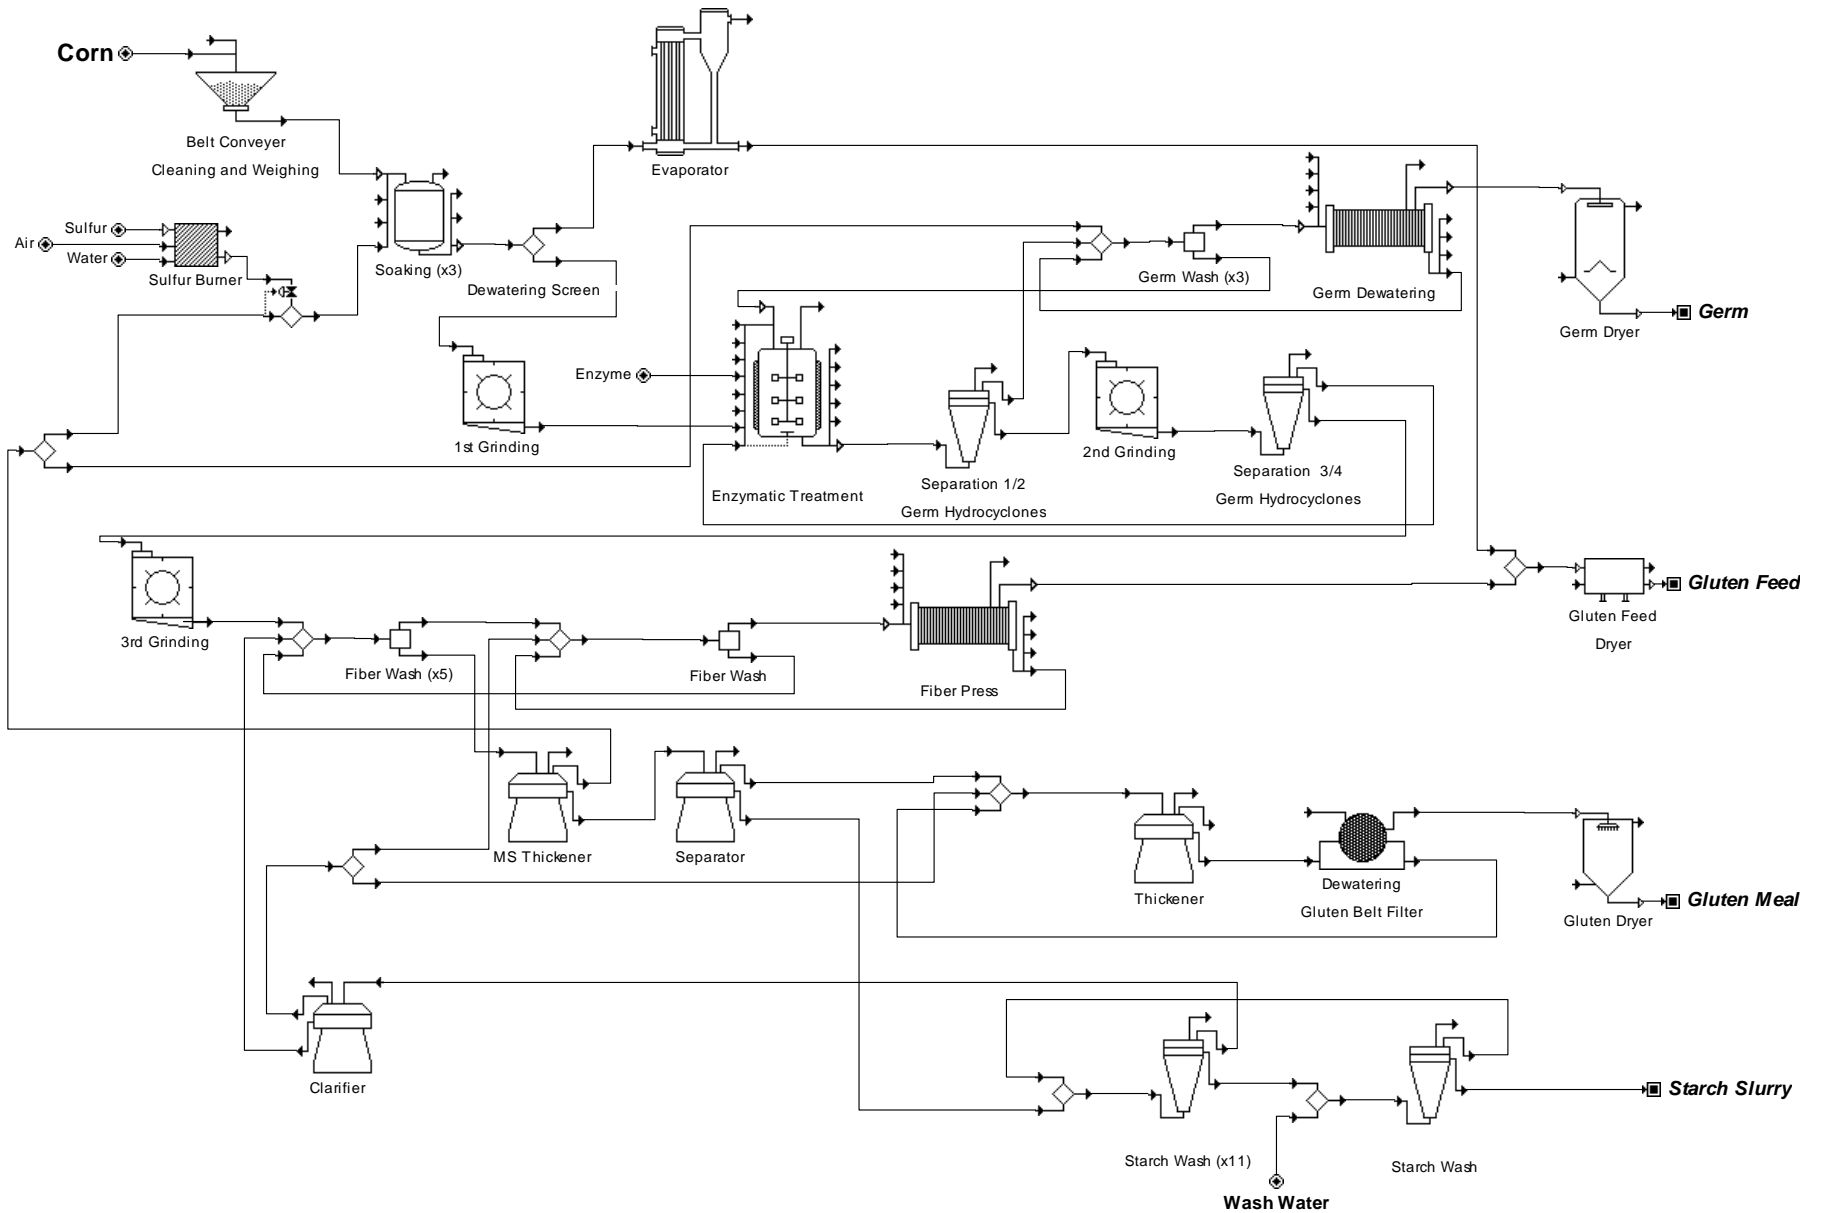 Corn
Belt Conveyer
Cleaning and Weighing
Evaporator
Sulfur
Air
Water
Sulfur Burner
Soaking (x3)
Dewatering Screen
Germ Wash (x3)
Germ Dewatering
Germ Dryer
Germ
Enzyme
1st Grinding
Enzymatic Treatment
Separation 1/2
Germ Hydrocyclones
2nd Grinding
Separation 3/4
Germ Hydrocyclones
3rd Grinding
Fiber Wash (x5)
Fiber Wash
Fiber Press
Gluten Feed
Dryer
Gluten Feed
MS Thickener
Separator
Thickener
Dewatering
Gluten Belt Filter
Gluten Dryer
Gluten Meal
Clarifier
Starch Wash (x11)
Starch Wash
Starch Slurry
Wash Water